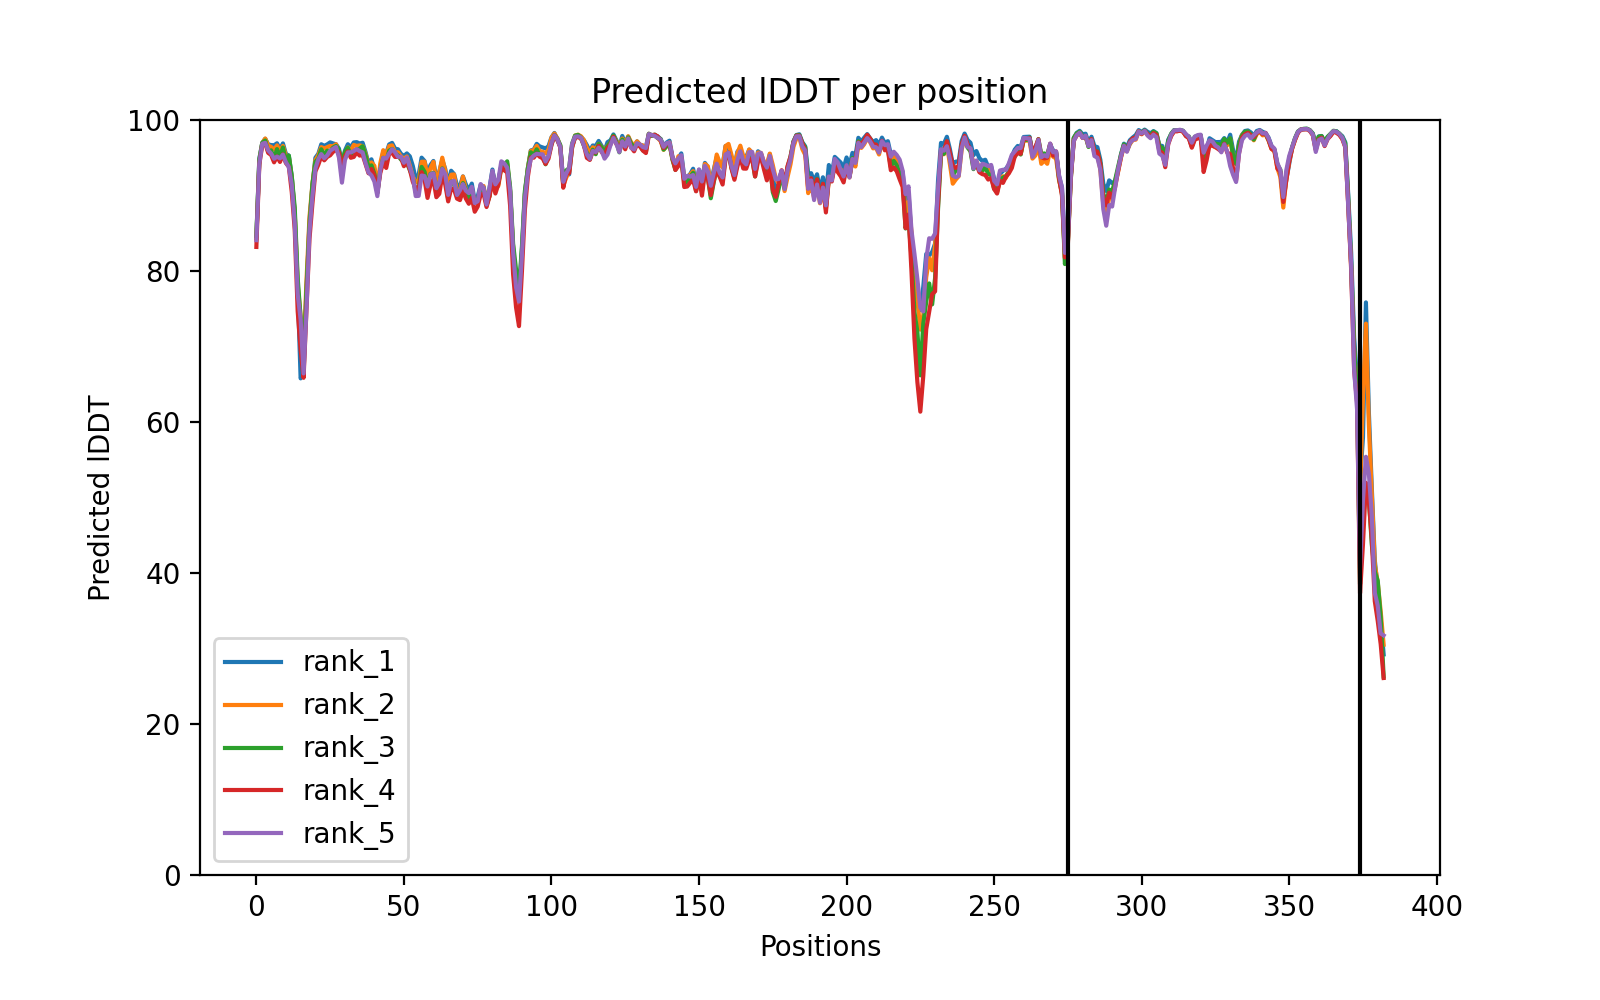 Predicted lDDT per position
100
80
60
40
20
0
Predicted lDDT
rank_1
rank_2
rank_3
rank_4
rank_5
0 50 100 150 200 250 300 350 400
Positions